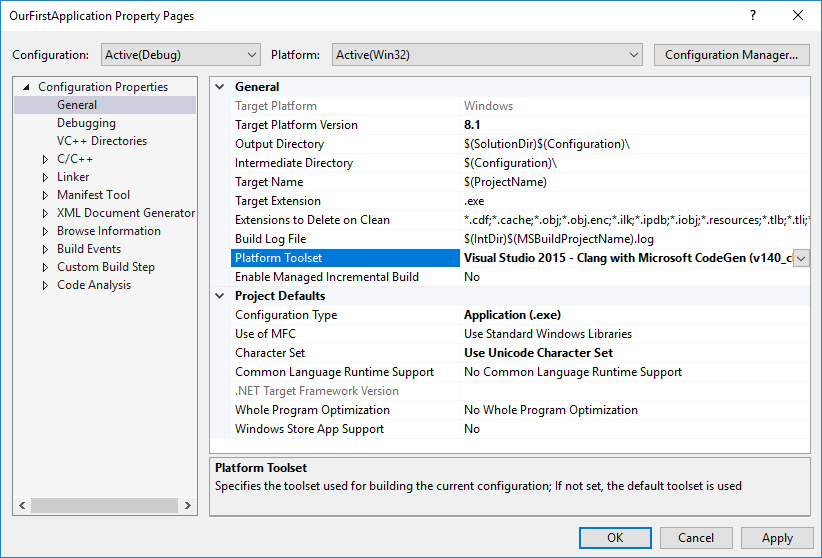 OurFirstApplication Property Pages
Configuration: Active(Debug) Platform: Active(Win32) Configuration Manager...
Configuration Properties
General
Debugging
VC++ Directories
C/C++
Linker
Manifest Tool
XML Document Generator
Browse Information
Build Events
Custom Build Step
Code Analysis
General
Target Platform Windows
Target Platform Version 8.1
Output Directory $(SolutionDir)$(Configuration)\
Intermediate Directory $(Configuration)\
Target Name $(ProjectName)
Target Extension .exe
Extensions to Delete on Clean *.cdf;*.cache;*.obj;*.obj.enc;*.ilk;*.ipdb;*.iobj;*.resources;*.tlb;*.tli;*
Build Log File $(IntDir)$(MSBuildProjectName).log
Platform Toolset Visual Studio 2015 - Clang with Microsoft CodeGen (v140_c
Enable Managed Incremental Build No
Project Defaults
Configuration Type Application (.exe)
Use of MFC Use Standard Windows Libraries
Character Set Use Unicode Character Set
Common Language Runtime Support No Common Language Runtime Support
.NET Target Framework Version
Whole Program Optimization No Whole Program Optimization
Windows Store App Support No
Platform Toolset
Specifies the toolset used for building the current configuration; If not set, the default toolset is used
OK Cancel Apply